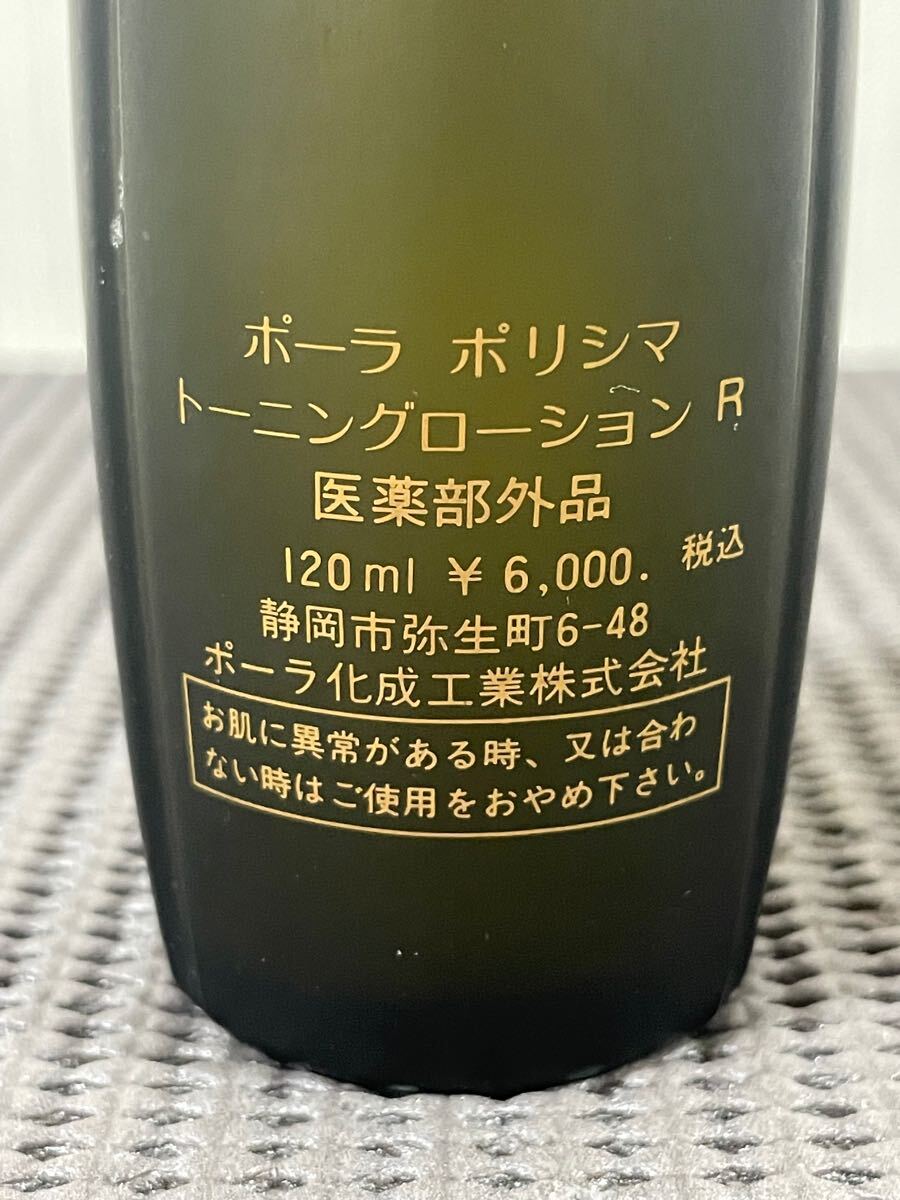 ポーラ ポリシマ
トーニングローション R
医薬部外品
120ml ¥6,000. 税込
静岡市弥生町6-48
ポーラ化成工業株式会社
お肌に異常がある時、又は合わ
ない時はご使用をおやめ下さい。